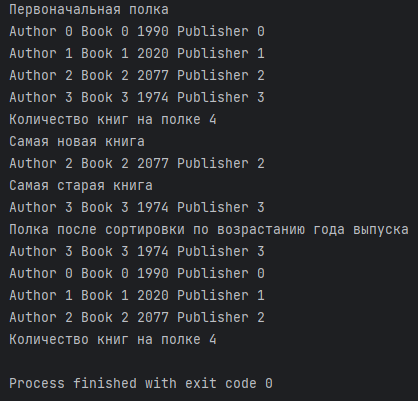 Первоначальная полка
Author 0 Book 0 1990 Publisher 0
Author 1 Book 1 2020 Publisher 1
Author 2 Book 2 2077 Publisher 2
Author 3 Book 3 1974 Publisher 3
Количество книг на полке 4
Самая новая книга
Author 2 Book 2 2077 Publisher 2
Самая старая книга
Author 3 Book 3 1974 Publisher 3
Полка после сортировки по возрастанию года выпуска
Author 3 Book 3 1974 Publisher 3
Author 0 Book 0 1990 Publisher 0
Author 1 Book 1 2020 Publisher 1
Author 2 Book 2 2077 Publisher 2
Количество книг на полке 4
Process finished with exit code 0